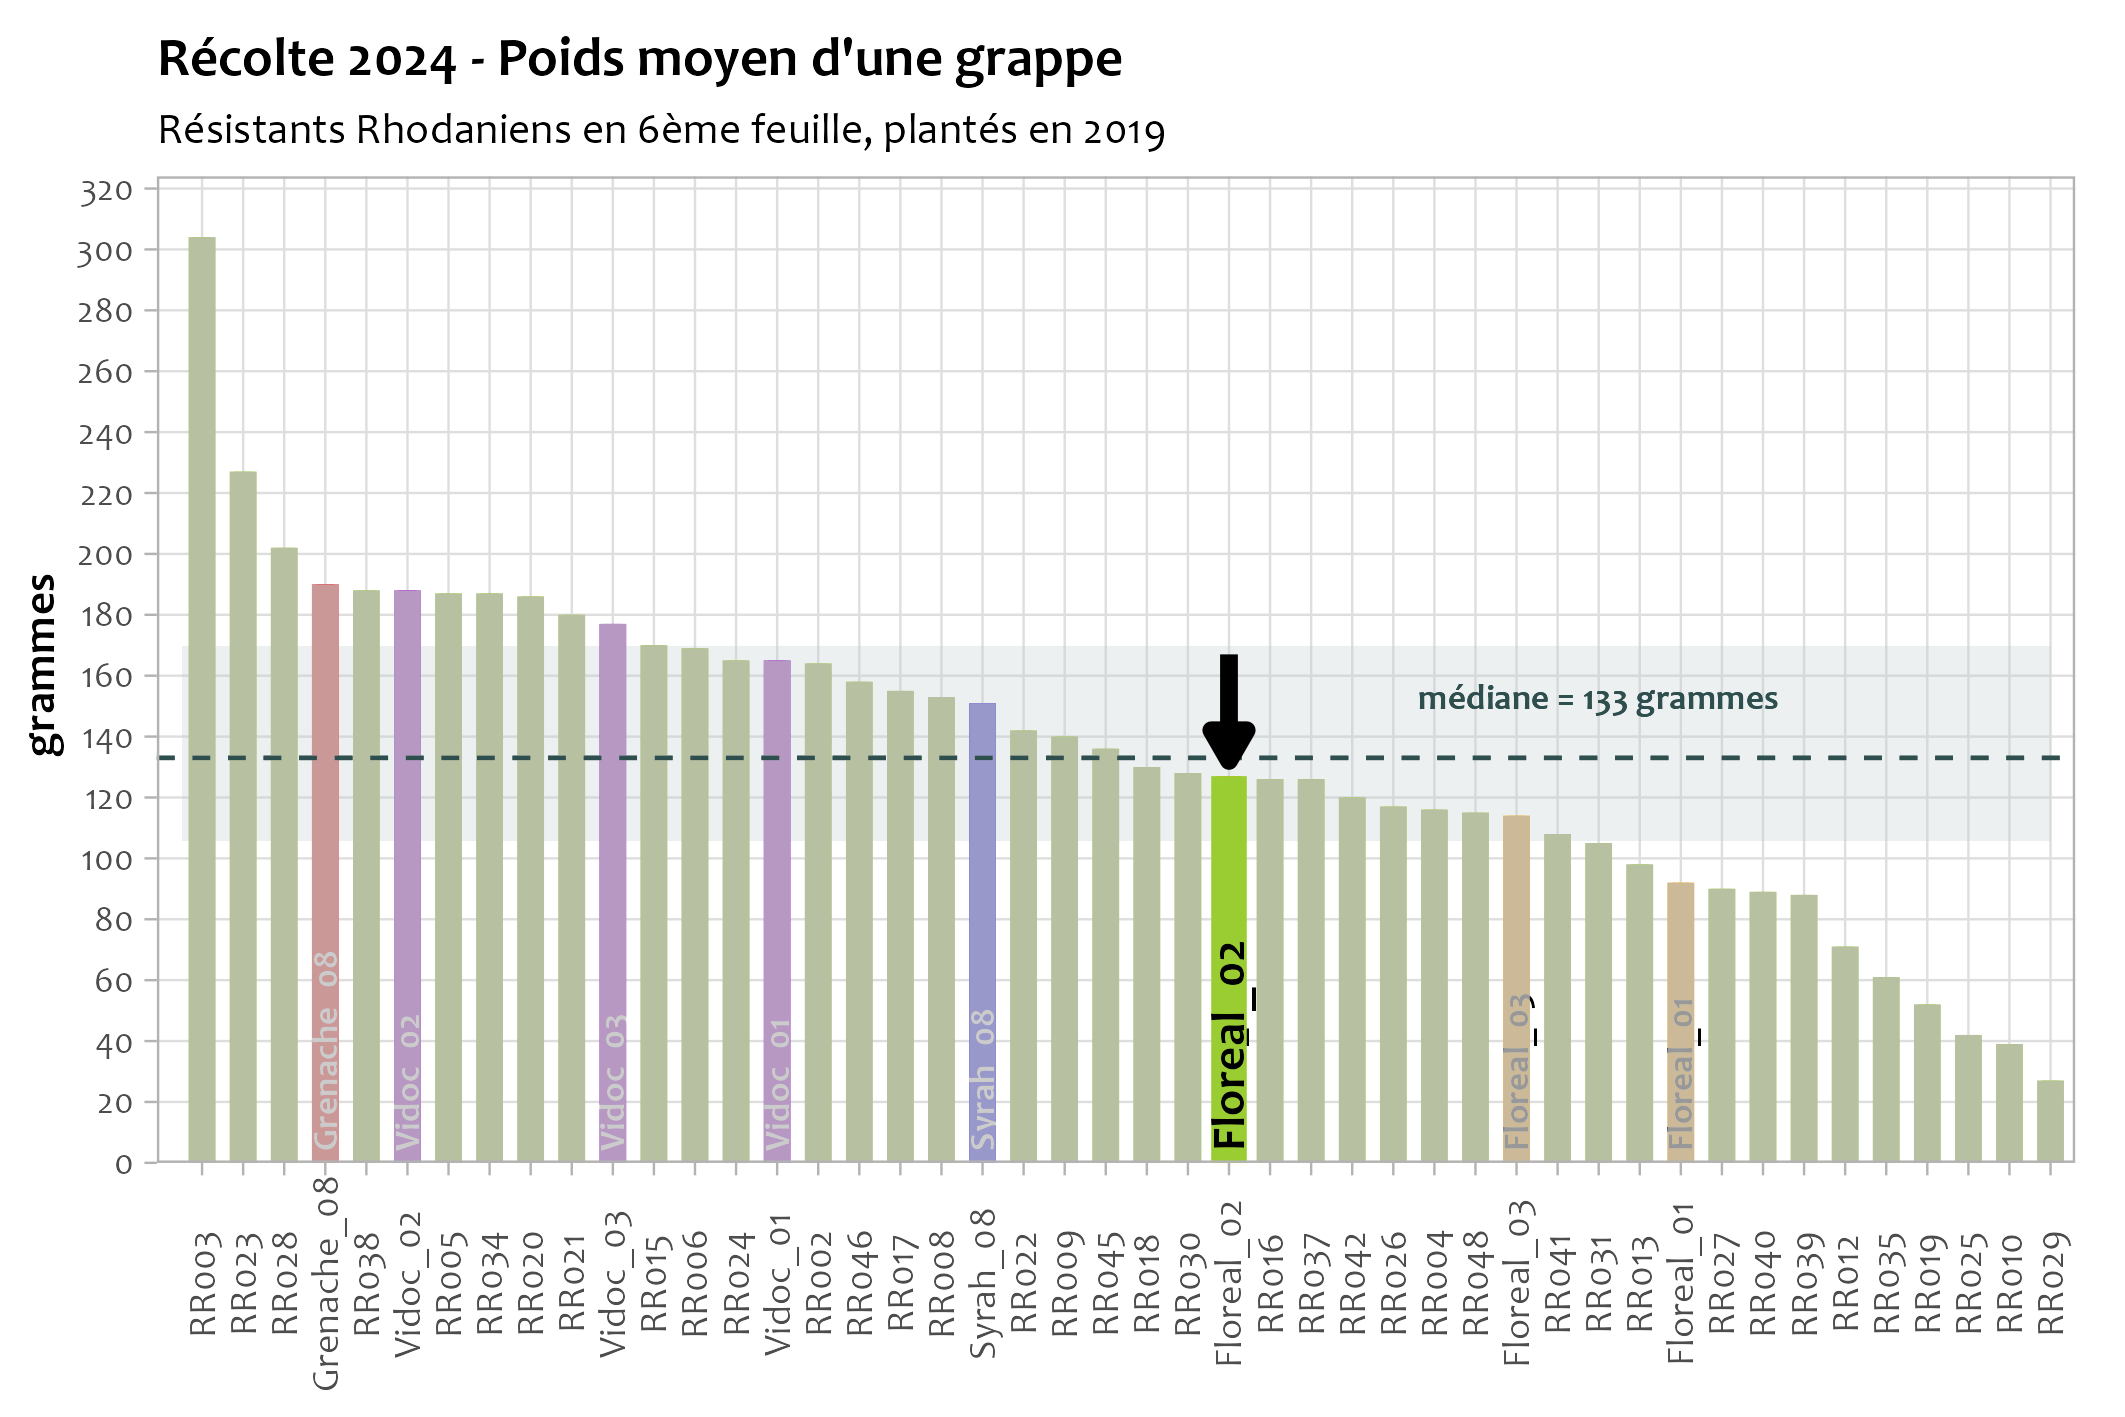 Récolte 2024 - Poids moyen d'une grappe
Résistants Rhodaniens en 6ème feuille, plantés en 2019
grammes
320
300
280
260
240
220
200
180
160
140
120
100
80
60
40
20
0
médiane = 133 grammes
Grenache_08
Vidoc_02
Vidoc_03
Vidoc_01
Syrah_08
Floreal_02
Floreal_03
Floreal_01
RR003
RR023
RR028
Grenache_08
RR038
Vidoc_02
RR005
RR034
RR020
RR021
Vidoc_03
RR015
RR006
RR024
Vidoc_01
RR002
RR046
RR017
RR008
Syrah_08
RR022
RR009
RR045
RR018
RR030
Floreal_02
RR016
RR037
RR042
RR026
RR004
RR048
Floreal_03
RR041
RR031
RR013
Floreal_01
RR027
RR040
RR039
RR012
RR035
RR019
RR025
RR010
RR029